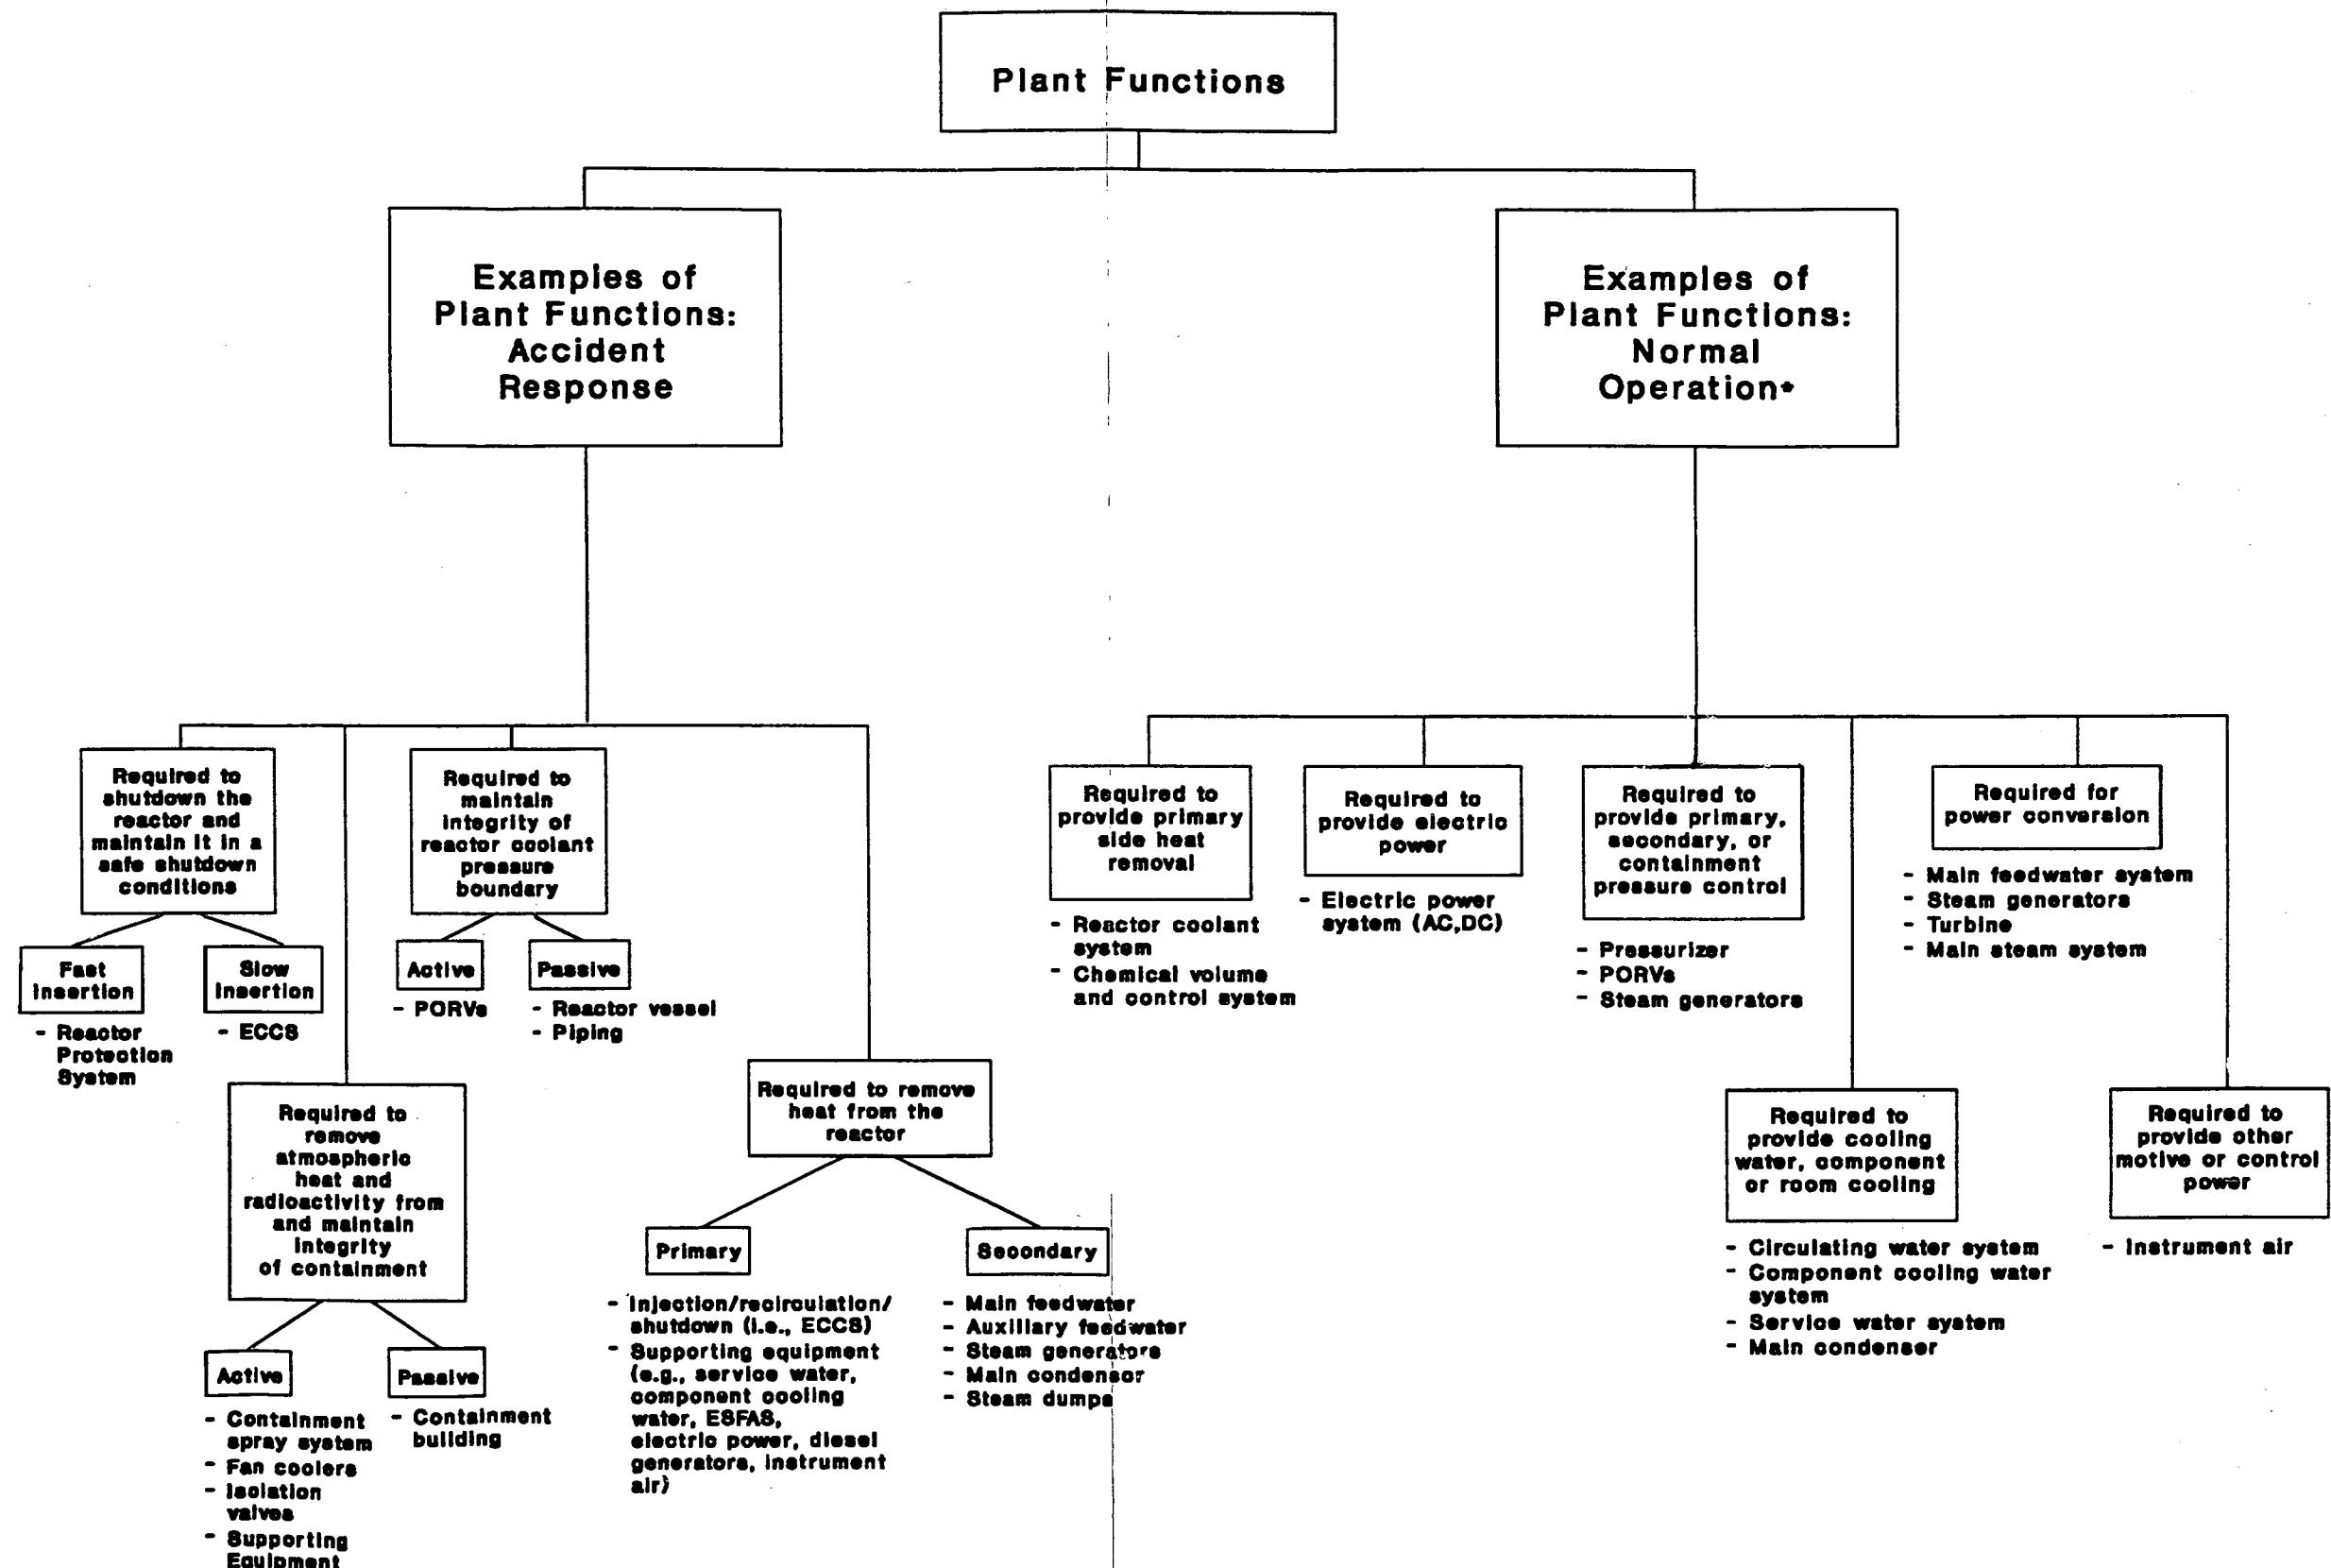 Plant Functions
Examples of
Plant Functions:
Accident
Response
Examples of
Plant Functions:
Normal
Operation*
Required to
shutdown the
reactor and
maintain it in a
safe shutdown
conditions
Fast
Insertion
- Reactor
Protection
System
Slow
Insertion
- ECCS
Required to
maintain
integrity of
reactor coolant
pressure
boundary
Active
- PORVs
Passive
- Reactor vessel
- Piping
Required to
remove
atmospheric
heat and
radioactivity from
and maintain
integrity
of containment
Active
- Containment
spray system
- Fan coolers
- Isolation
valves
- Supporting
Equipment
Passive
- Containment
building
Required to remove
heat from the
reactor
Primary
- Injection/recirculation/
shutdown (i.e., ECCS)
- Supporting equipment
(e.g., service water,
component cooling
water, ESFAS,
electric power, diesel
generators, instrument
air)
Secondary
- Main feedwater
- Auxiliary feedwater
- Steam generators
- Main condensor
- Steam dumps
Required to
provide primary
side heat
removal
- Reactor coolant
system
- Chemical volume
and control system
Required to
provide electric
power
- Electric power
system (AC,DC)
Required to
provide primary,
secondary, or
containment
pressure control
- Pressurizer
- PORVs
- Steam generators
Required for
power conversion
- Main feedwater system
- Steam generators
- Turbine
- Main steam system
Required to
provide cooling
water, component
or room cooling
- Circulating water system
- Component cooling water
system
- Service water system
- Main condenser
Required to
provide other
motive or control
power
- Instrument air